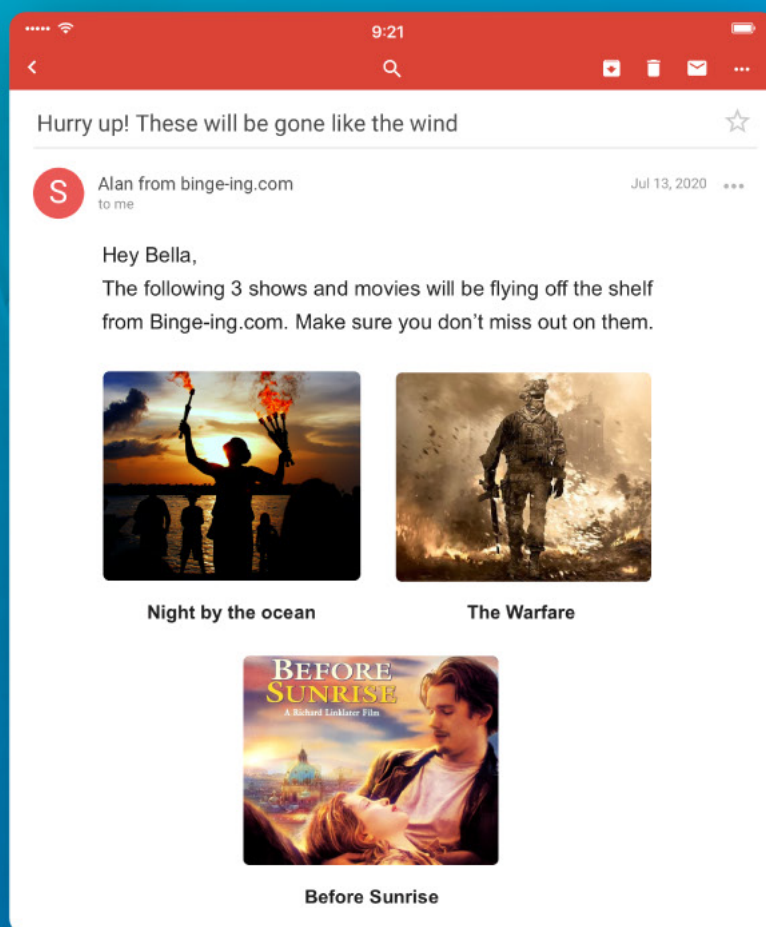 9:21
Hurry up! These will be gone like the wind
S
Alan from binge-ing.com
Jul 13, 2020
to me
Hey Bella,
The following 3 shows and movies will be flying off the shelf
from Binge-ing.com. Make sure you don’t miss out on them.
Night by the ocean
The Warfare
BEFORE
SUNRISE
A Richard Linklater Film
Before Sunrise